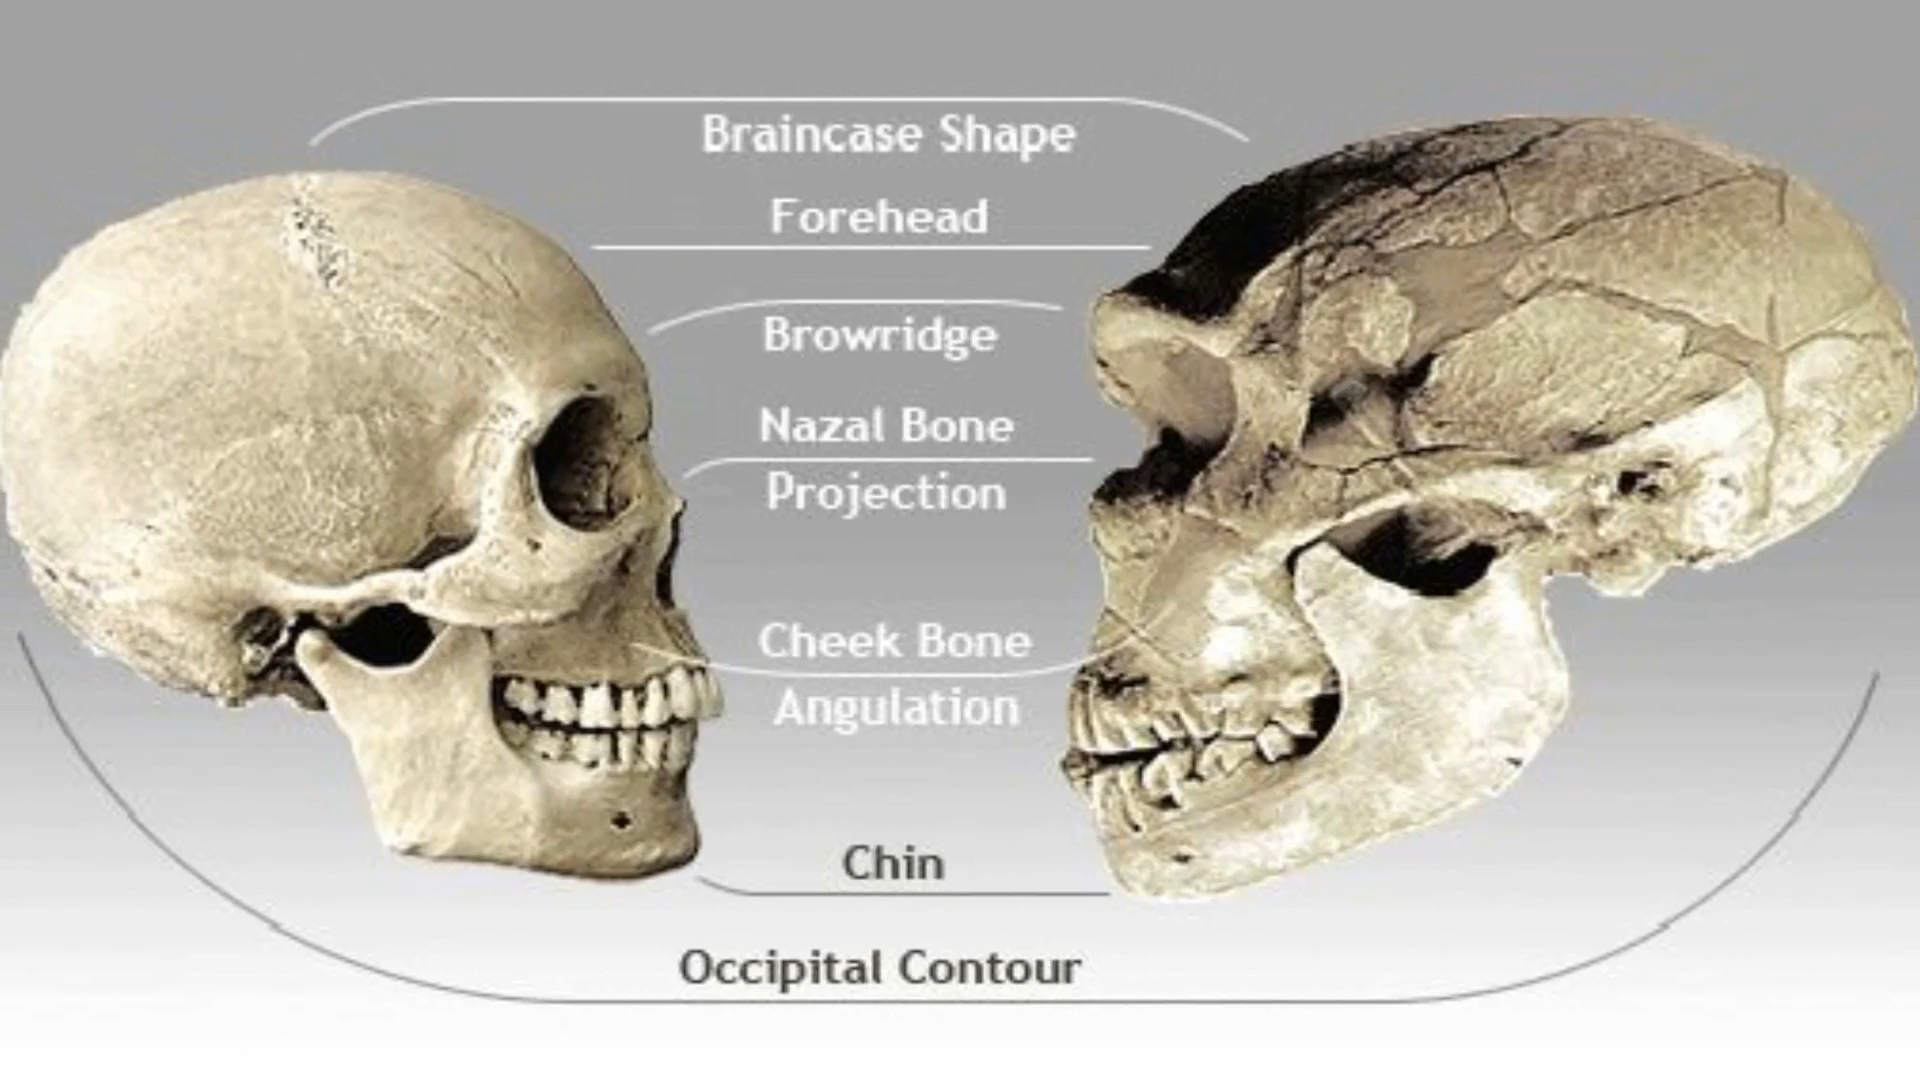 Braincase Shape
Forehead
Browridge
Nazal Bone
Projection
Cheek Bone
Angulation
Chin
Occipital Contour